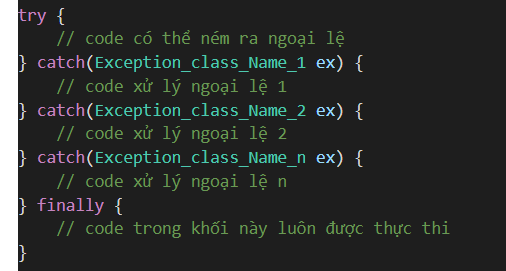 try {
    // code có thể ném ra ngoại lệ
} catch(Exception_class_Name_1 ex) {
    // code xử lý ngoại lệ 1
} catch(Exception_class_Name_2 ex) {
    // code xử lý ngoại lệ 2
} catch(Exception_class_Name_n ex) {
    // code xử lý ngoại lệ n
} finally {
    // code trong khối này luôn được thực thi
}